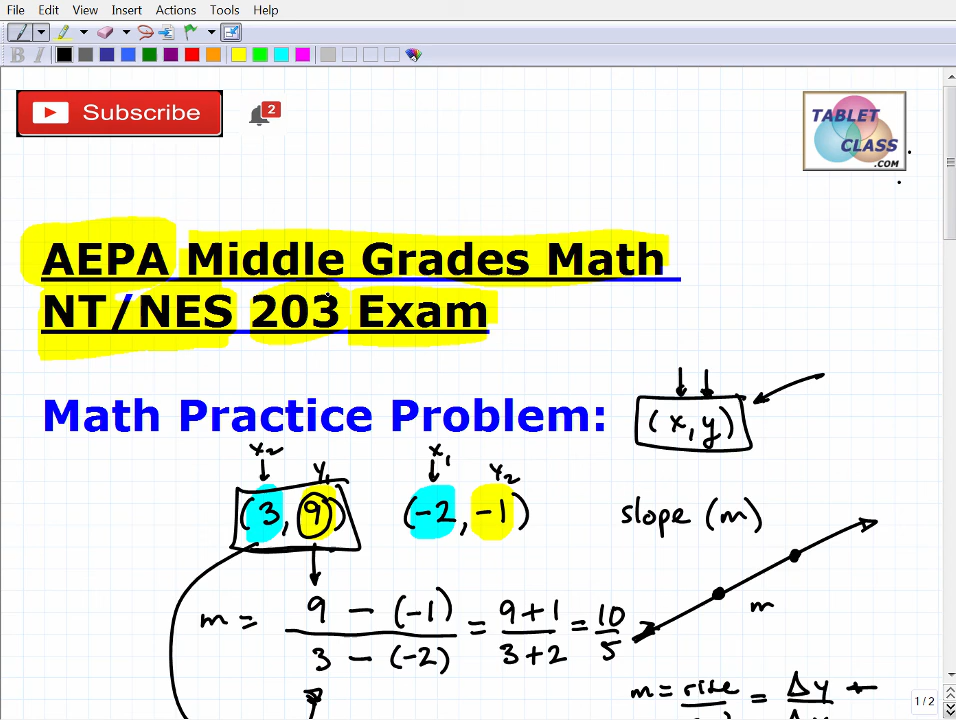 File Edit View Insert Actions Tools Help
B I
Subscribe 2
TABLET
CLASS
.COM
AEPA Middle Grades Math
NT/NES 203 Exam
Math Practice Problem:
(x, y)
x₂ y₁ x₁ y₂
(3, 9) (-2, -1)
slope (m)
m = 9 - (-1) / 3 - (-2) = 9+1 / 3+2 = 10 / 5
m
m = rise = Δy
1/2